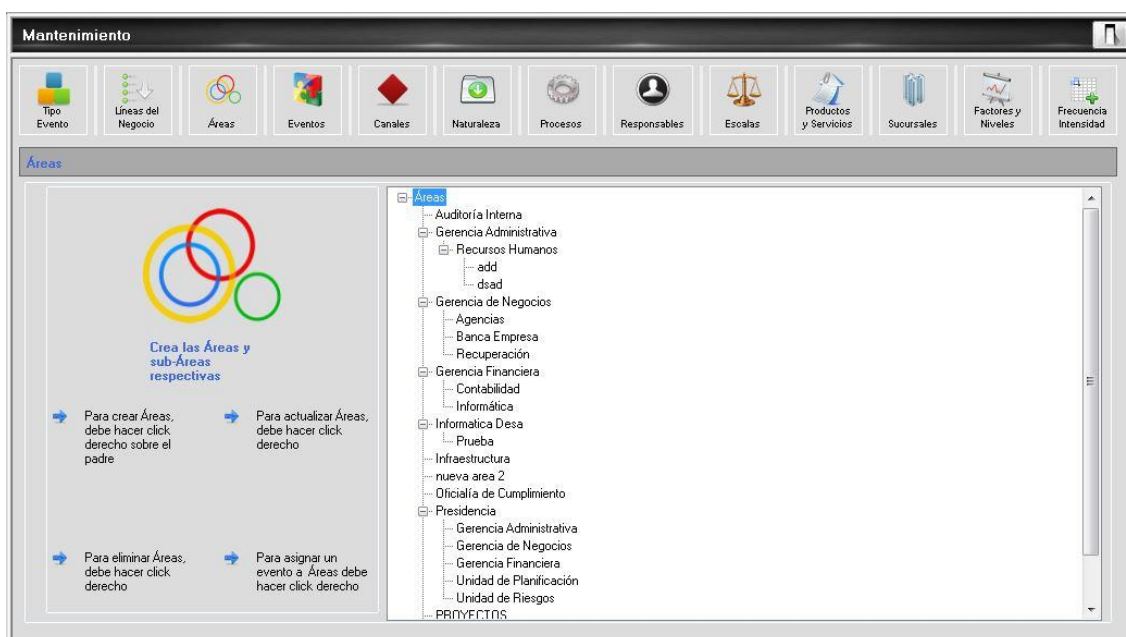 Mantenimiento
Tipo
Evento
Líneas del
Negocio
Áreas
Eventos
Canales
Naturaleza
Procesos
Responsables
Escalas
Productos
y Servicios
Sucursales
Factores y
Niveles
Frecuencia
Intensidad
Áreas
Crea las Áreas y
sub-Áreas
respectivas
Para crear Áreas,
debe hacer click
derecho sobre el
padre
Para actualizar Áreas,
debe hacer click
derecho
Para eliminar Áreas,
debe hacer click
derecho
Para asignar un
evento a Áreas debe
hacer click derecho
Áreas
Auditoría Interna
Gerencia Administrativa
Recursos Humanos
add
dsad
Gerencia de Negocios
Agencias
Banca Empresa
Recuperación
Gerencia Financiera
Contabilidad
Informática
Informatica Desa
Prueba
Infraestructura
nueva area 2
Oficialía de Cumplimiento
Presidencia
Gerencia Administrativa
Gerencia de Negocios
Gerencia Financiera
Unidad de Planificación
Unidad de Riesgos
PROYECTOS